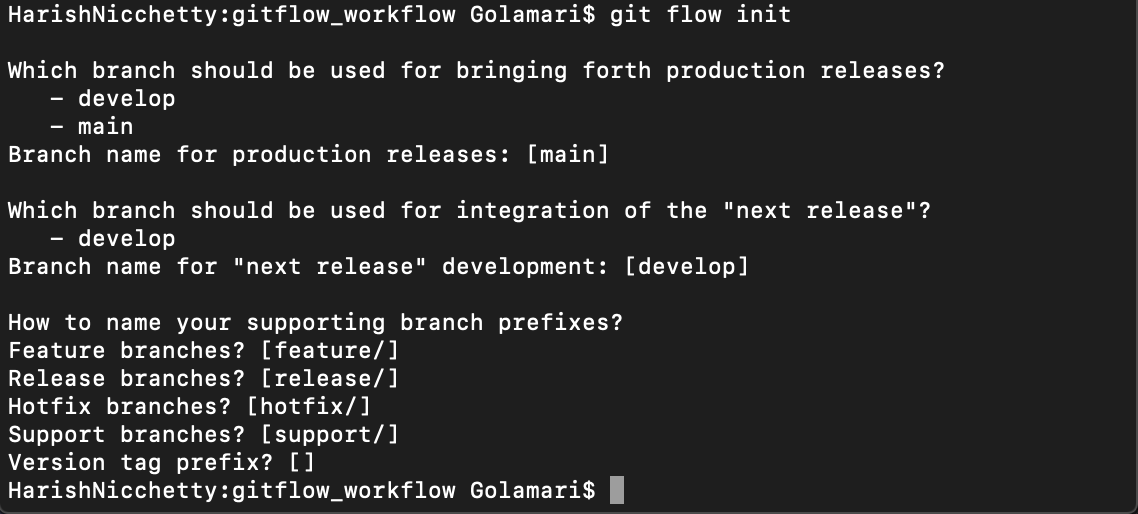 HarishNicchetty:gitflow_workflow Golamari$ git flow init
Which branch should be used for bringing forth production releases?
   – develop
   – main
Branch name for production releases: [main]
Which branch should be used for integration of the "next release"?
   – develop
Branch name for "next release" development: [develop]
How to name your supporting branch prefixes?
Feature branches? [feature/]
Release branches? [release/]
Hotfix branches? [hotfix/]
Support branches? [support/]
Version tag prefix? []
HarishNicchetty:gitflow_workflow Golamari$